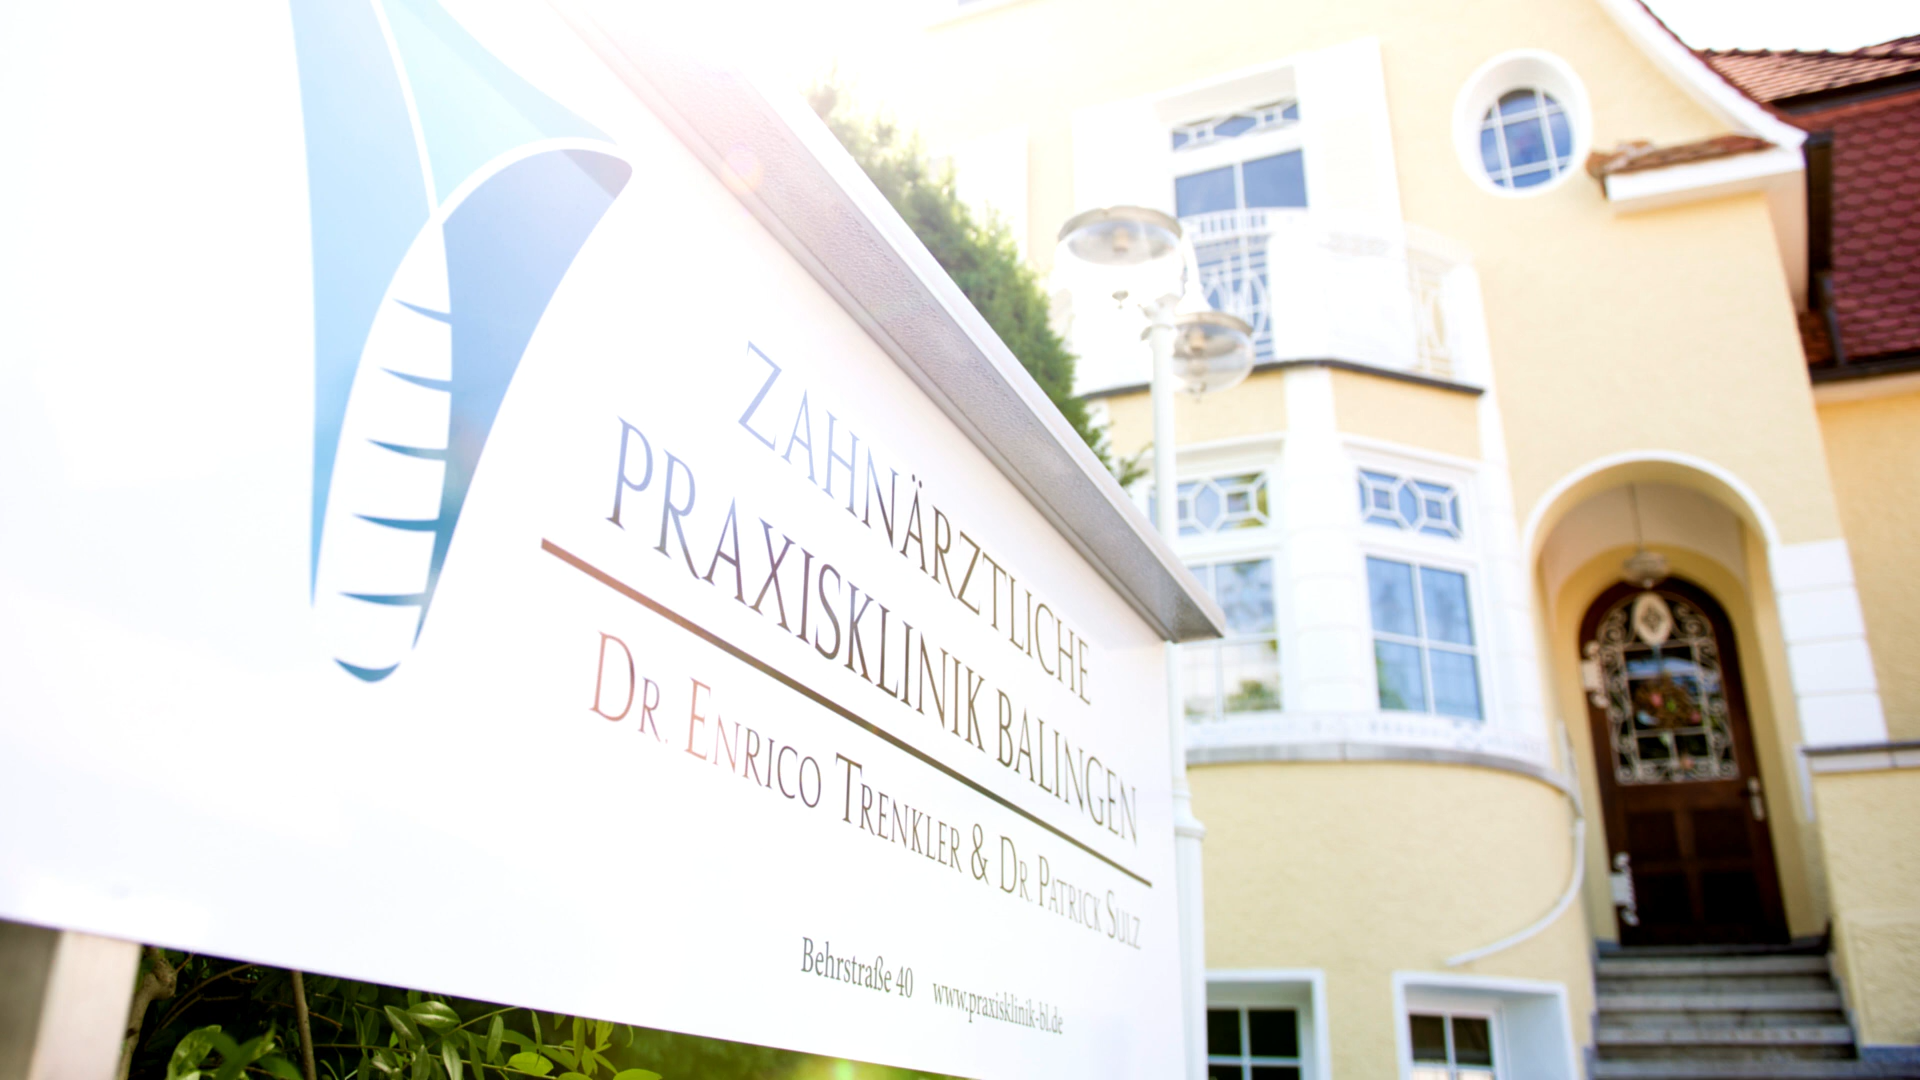 ZAHNÄRZTLICHE
PRAXISKLINIK BALINGEN
DR. ENRICO TRENKLER & DR. PATRICK SULZ
Behrstraße 40 www.praxisklinik-bl.de